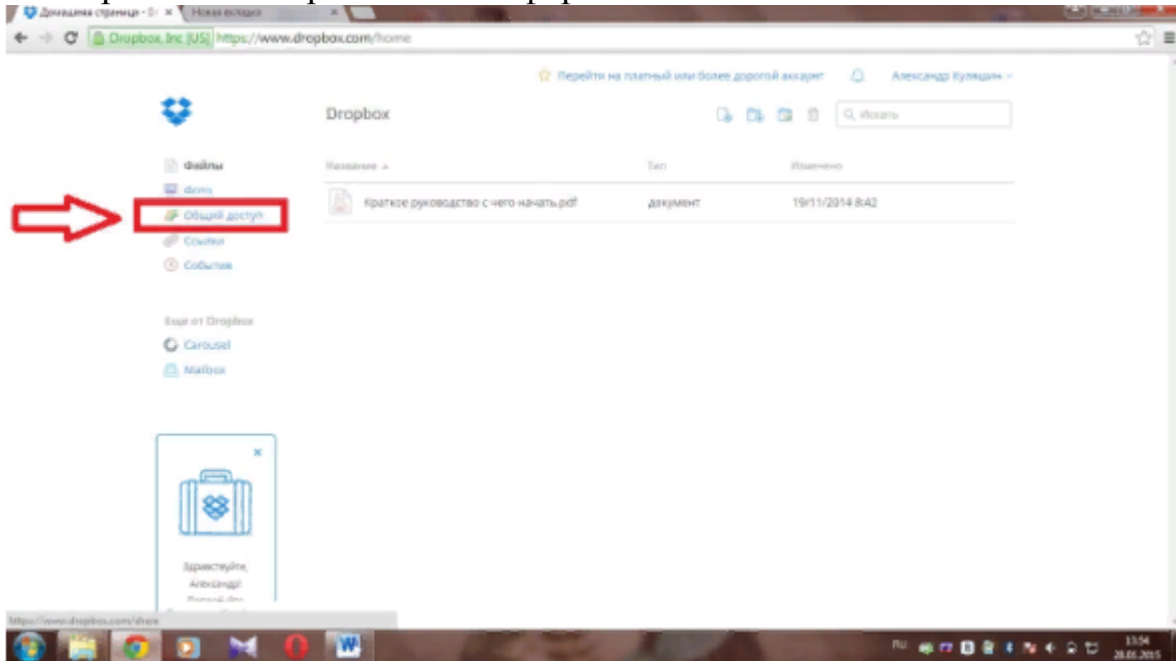 Домашняя страница - Dr
Новая вкладка
Dropbox, Inc [US] https://www.dropbox.com/home
Перейти на платный или более дорогой аккаунт
Александр Куляшин
Dropbox
Искать
Файлы
Название
Тип
Изменено
Фото
Краткое руководство с чего начать.pdf
документ
19/11/2014 8:42
Общий доступ
Ссылки
События
Еще от Dropbox
Carousel
Mailbox
Здравствуйте,
Александр!
https://www.dropbox.com/share
RU
13:54
28.01.2015